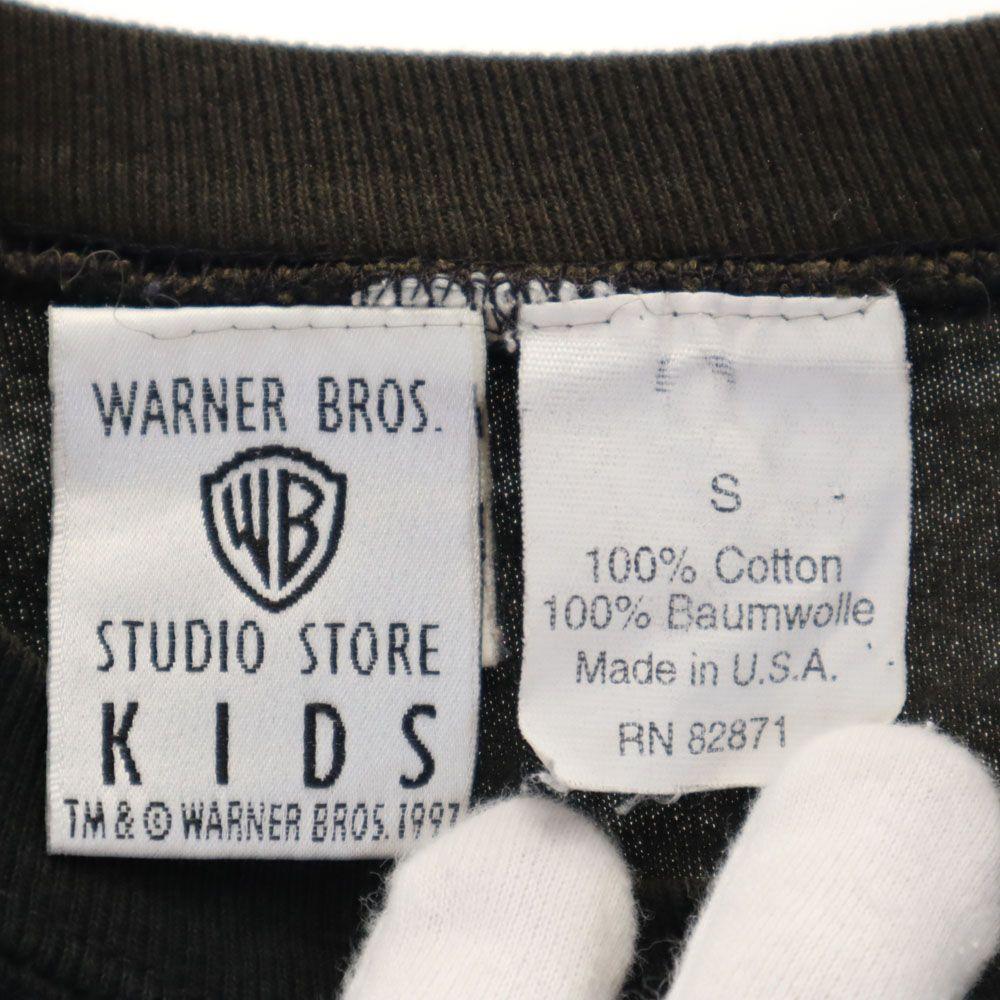 WARNER BROS.
WB
STUDIO STORE
KIDS
TM & © WARNER BROS. 1997
S
100% Cotton
100% Baumwolle
Made in U.S.A.
RN 82871